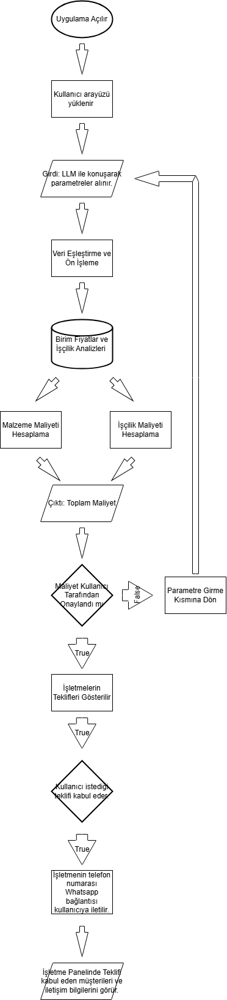 Uygulama Açılır
Kullanıcı arayüzü
yüklenir
Girdi: LLM ile konuşarak
parametreler alınır.
Veri Eşleştirme ve
Ön İşleme
Birim Fiyatlar ve
İşçilik Analizleri
Malzeme Maliyeti
Hesaplama
İşçilik Maliyeti
Hesaplama
Çıktı: Toplam Maliyet
Maliyet Kullanıcı
Tarafından
Onaylandı mı
False
Parametre Girme
Kısmına Dön
True
İşletmelerin
Teklifleri Gösterilir
True
Kullanıcı istediği
teklifi kabul eder.
True
İşletmenin telefon
numarası
Whatsapp
bağlantısı
kullanıcıya iletilir.
İşletme Panelinde Teklifi
kabul eden müşterileri ve
iletişim bilgilerini görür.